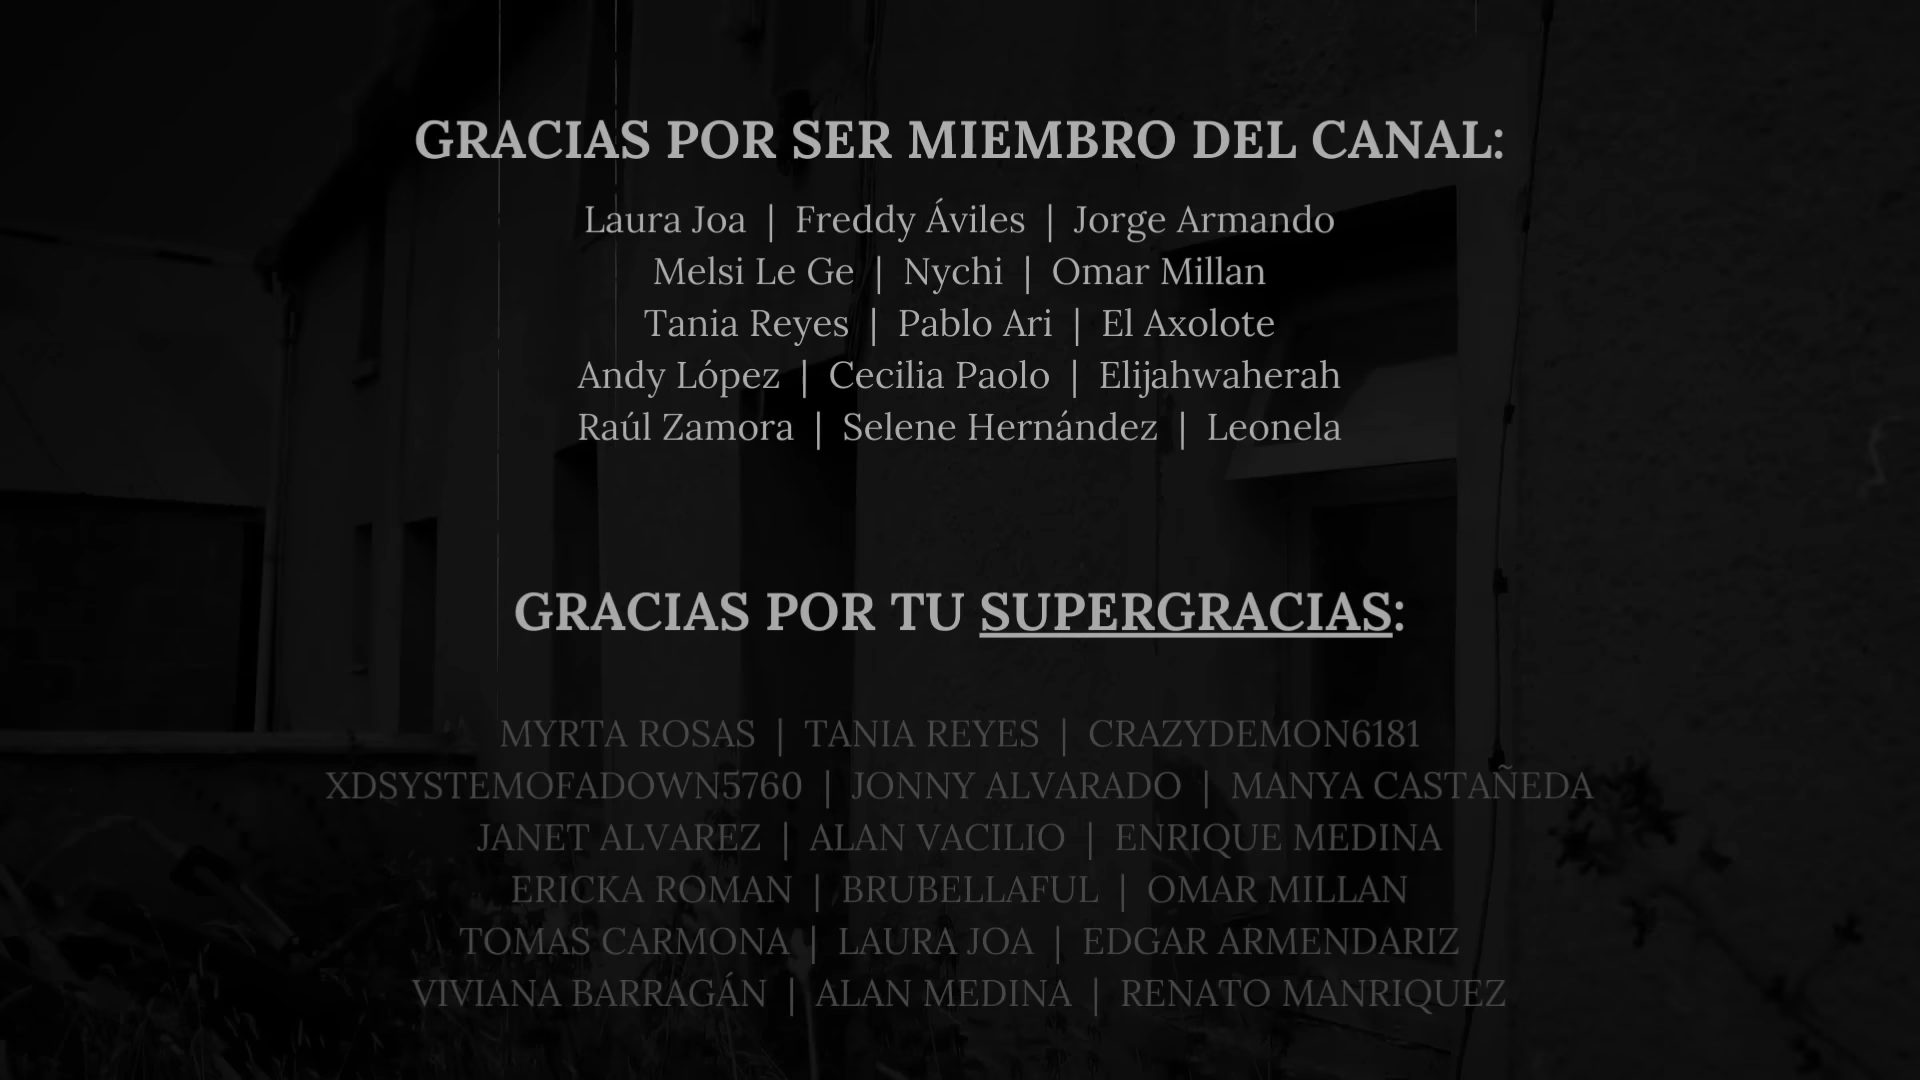 GRACIAS POR SER MIEMBRO DEL CANAL:
Laura Joa | Freddy Áviles | Jorge Armando
Melsi Le Ge | Nychi | Omar Millan
Tania Reyes | Pablo Ari | El Axolote
Andy López | Cecilia Paolo | Elijahwaherah
Raúl Zamora | Selene Hernández | Leonela
GRACIAS POR TU SUPERGRACIAS:
MYRTA ROSAS | TANIA REYES | CRAZYDEMON6181
XDSYSTEMOFADOWN5760 | JONNY ALVARADO | MANYA CASTAÑEDA
JANET ALVAREZ | ALAN VACILIO | ENRIQUE MEDINA
ERICKA ROMAN | BRUBELLAFUL | OMAR MILLAN
TOMAS CARMONA | LAURA JOA | EDGAR ARMENDARIZ
VIVIANA BARRAGÁN | ALAN MEDINA | RENATO MANRIQUEZ